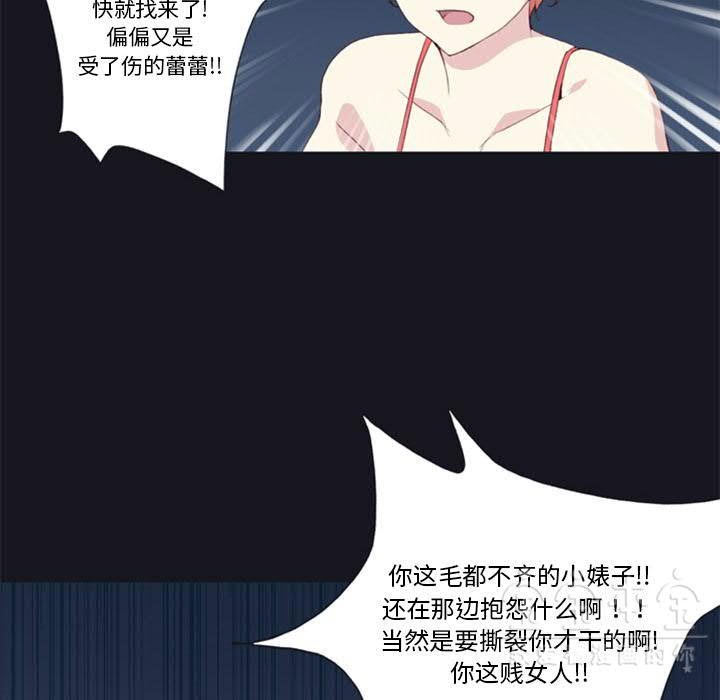 快就找来了!
偏偏又是
受了伤的蕾蕾!!
你这毛都不齐的小婊子!!
还在那边抱怨什么啊！！
当然是要撕裂你才干的啊!
你这贱女人!!